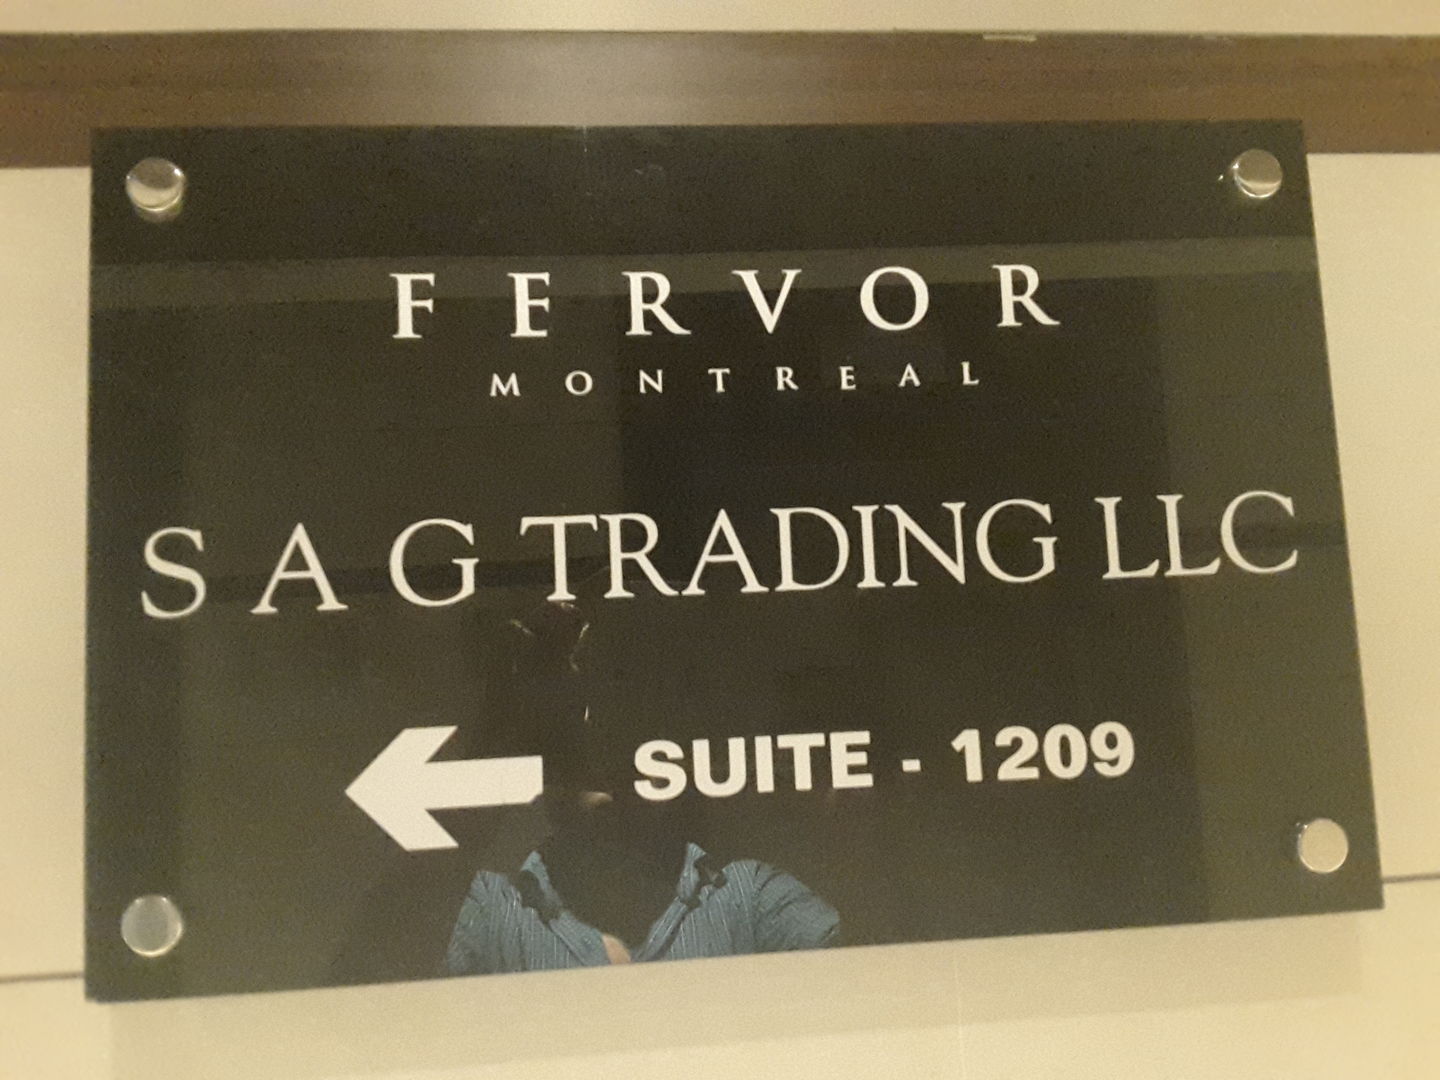 FERVOR
MONTREAL
S A G TRADING LLC
SUITE - 1209